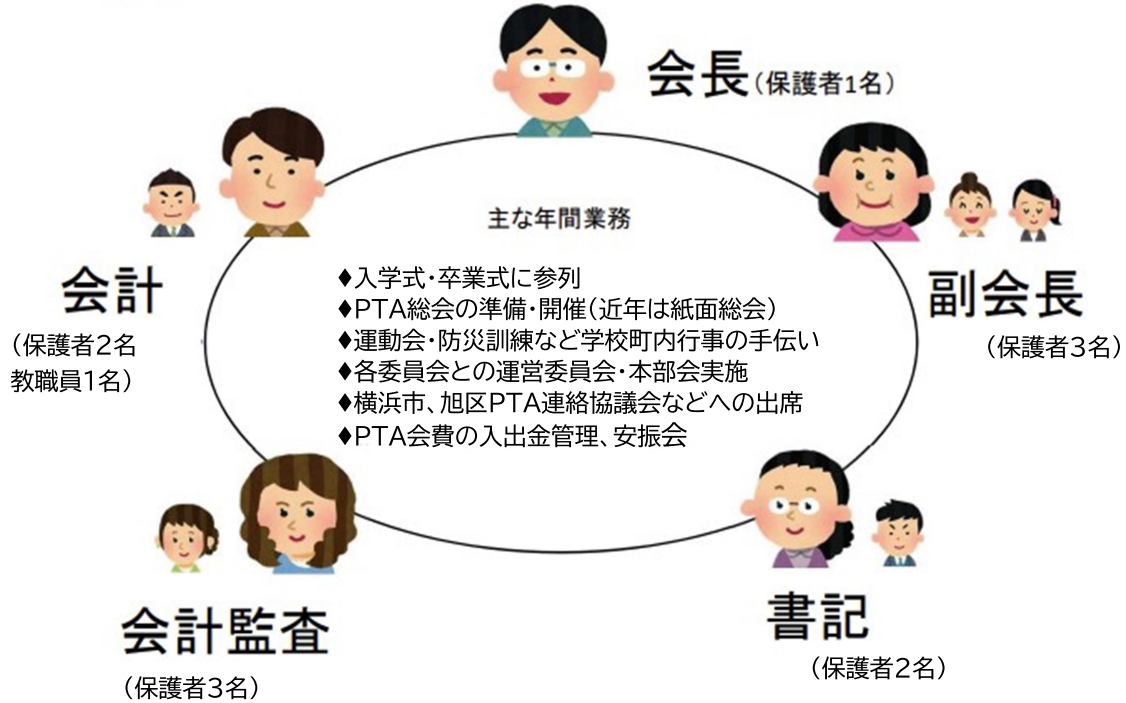 会長(保護者1名)
主な年間業務
♦入学式・卒業式に参列
♦PTA総会の準備・開催(近年は紙面総会)
♦運動会・防災訓練など学校町内行事の手伝い
♦各委員会との運営委員会・本部会実施
♦横浜市、旭区PTA連絡協議会などへの出席
♦PTA会費の入出金管理、安振会
会計
(保護者2名
教職員1名)
副会長
(保護者3名)
会計監査
(保護者3名)
書記
(保護者2名)